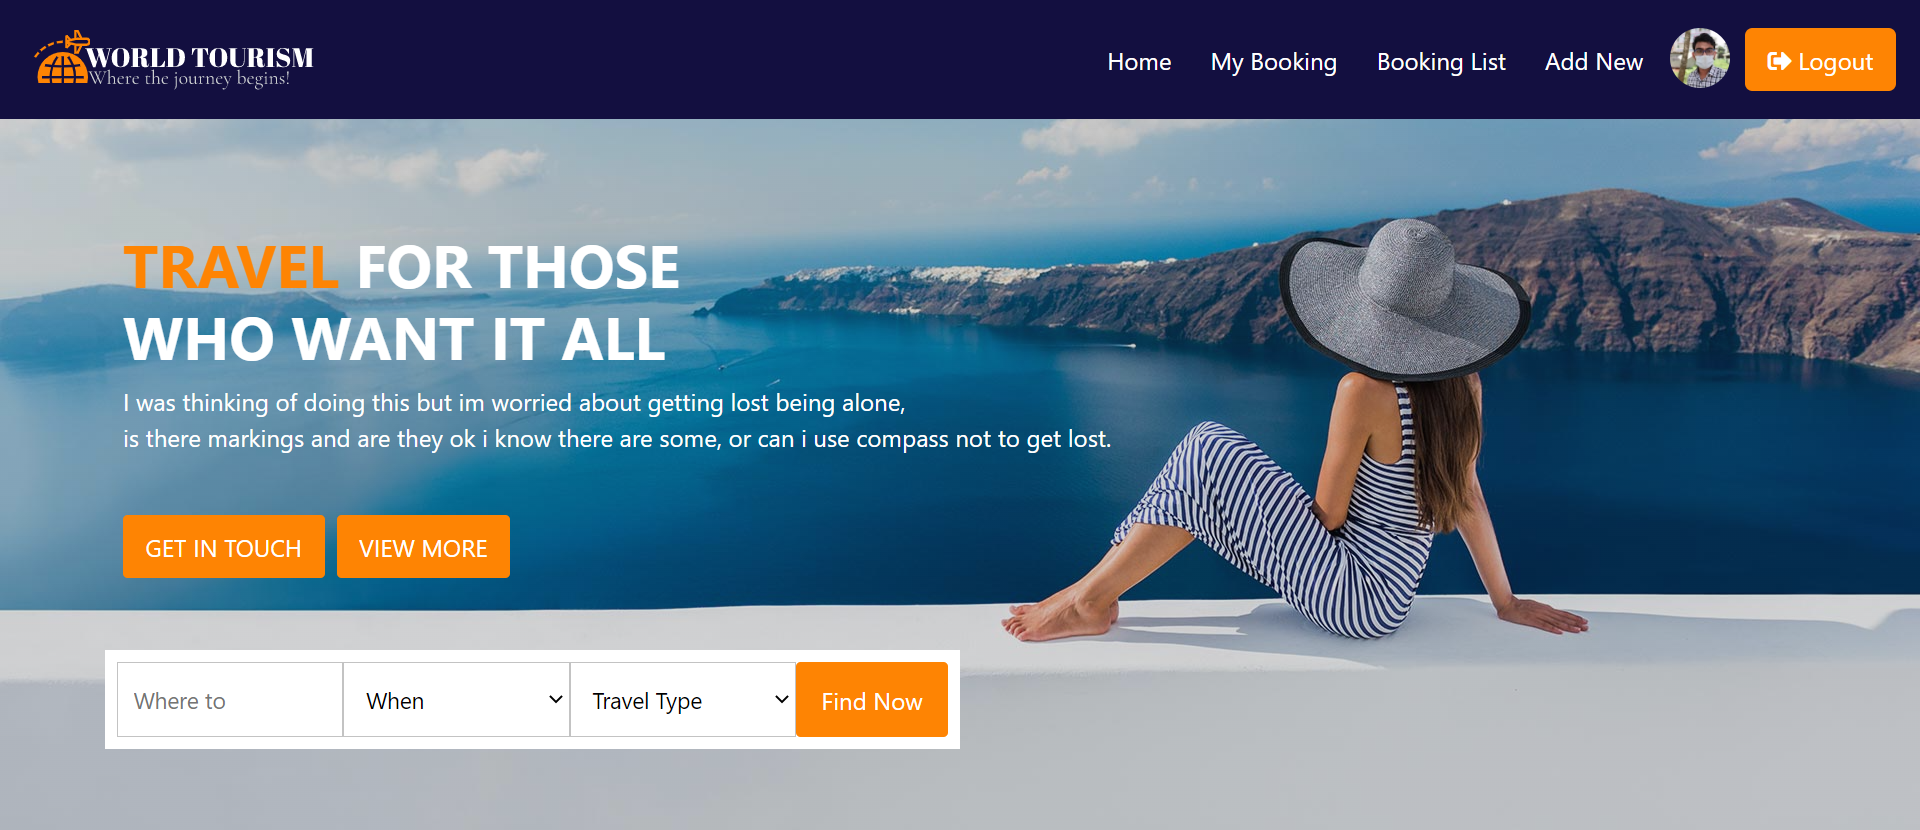 WORLD TOURISM
Where the journey begins!
Home My Booking Booking List Add New Logout
TRAVEL FOR THOSE
WHO WANT IT ALL
I was thinking of doing this but im worried about getting lost being alone,
is there markings and are they ok i know there are some, or can i use compass not to get lost.
GET IN TOUCH VIEW MORE
Where to When Travel Type Find Now